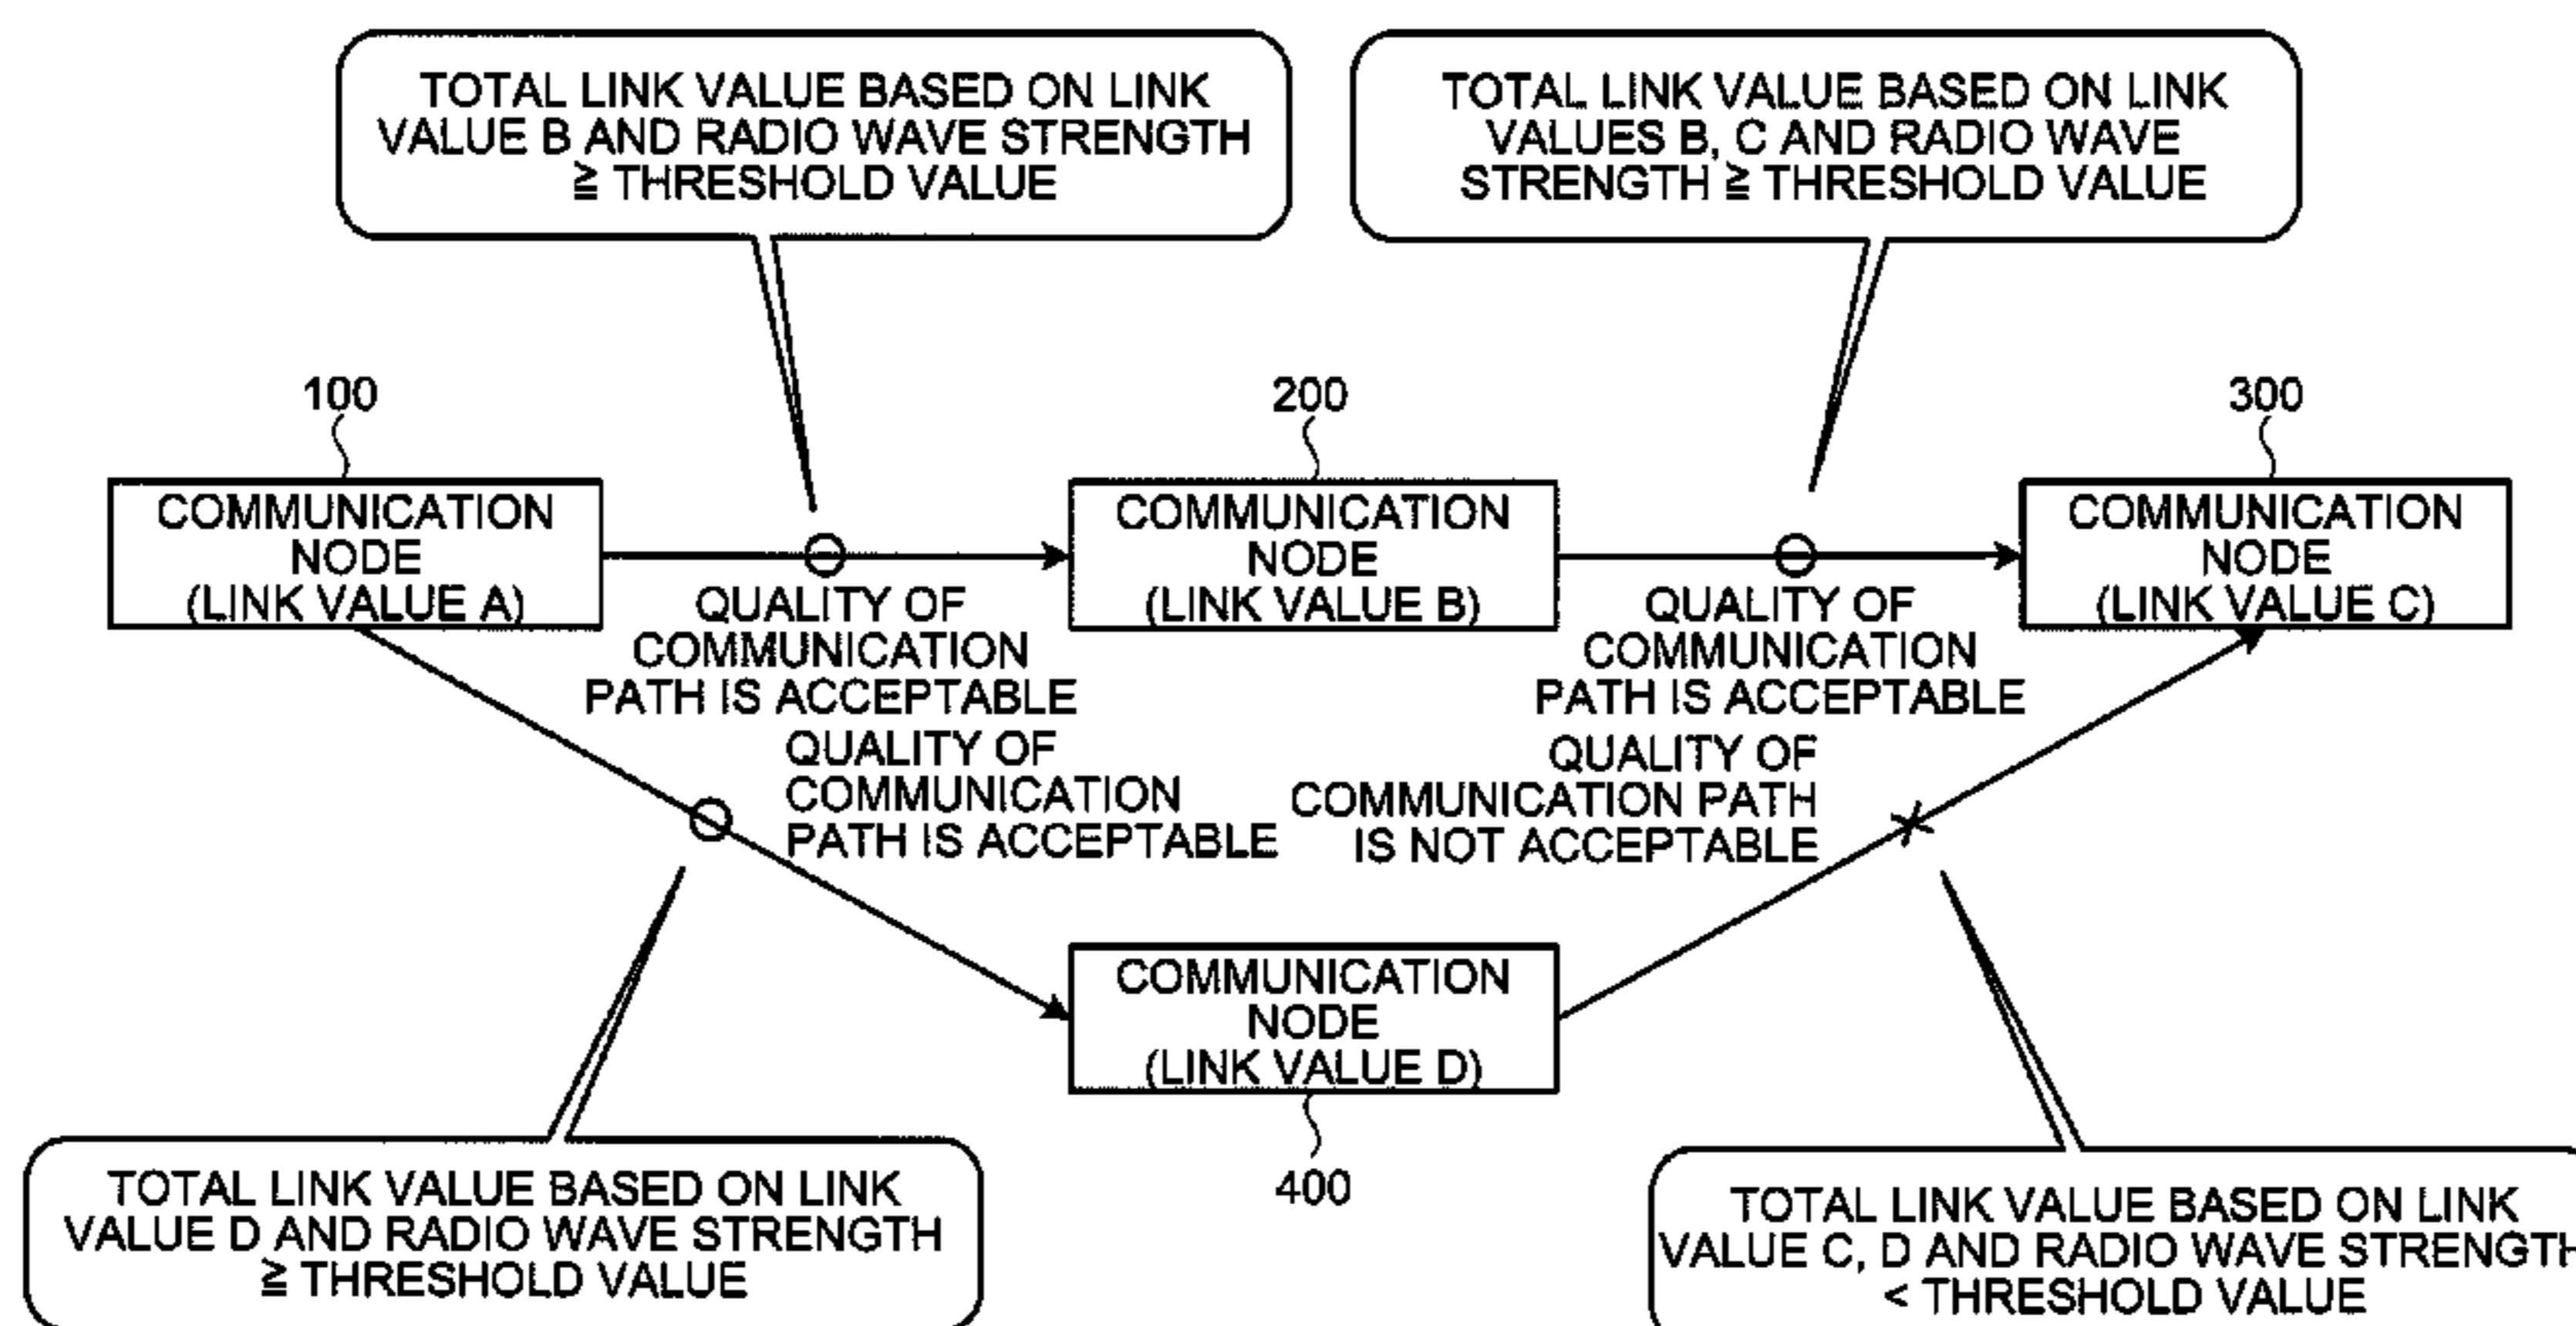 TOTAL LINK VALUE BASED ON LINK
VALUE B AND RADIO WAVE STRENGTH
≧ THRESHOLD VALUE
TOTAL LINK VALUE BASED ON LINK
VALUES B, C AND RADIO WAVE
STRENGTH ≧ THRESHOLD VALUE
100
200
300
COMMUNICATION
NODE
(LINK VALUE A)
COMMUNICATION
NODE
(LINK VALUE B)
COMMUNICATION
NODE
(LINK VALUE C)
QUALITY OF
COMMUNICATION
PATH IS ACCEPTABLE
QUALITY OF
COMMUNICATION
PATH IS ACCEPTABLE
QUALITY OF
COMMUNICATION
PATH IS ACCEPTABLE
QUALITY OF
COMMUNICATION PATH
IS NOT ACCEPTABLE
COMMUNICATION
NODE
(LINK VALUE D)
400
TOTAL LINK VALUE BASED ON LINK
VALUE D AND RADIO WAVE STRENGTH
≧ THRESHOLD VALUE
TOTAL LINK VALUE BASED ON LINK
VALUE C, D AND RADIO WAVE STRENGTH
< THRESHOLD VALUE